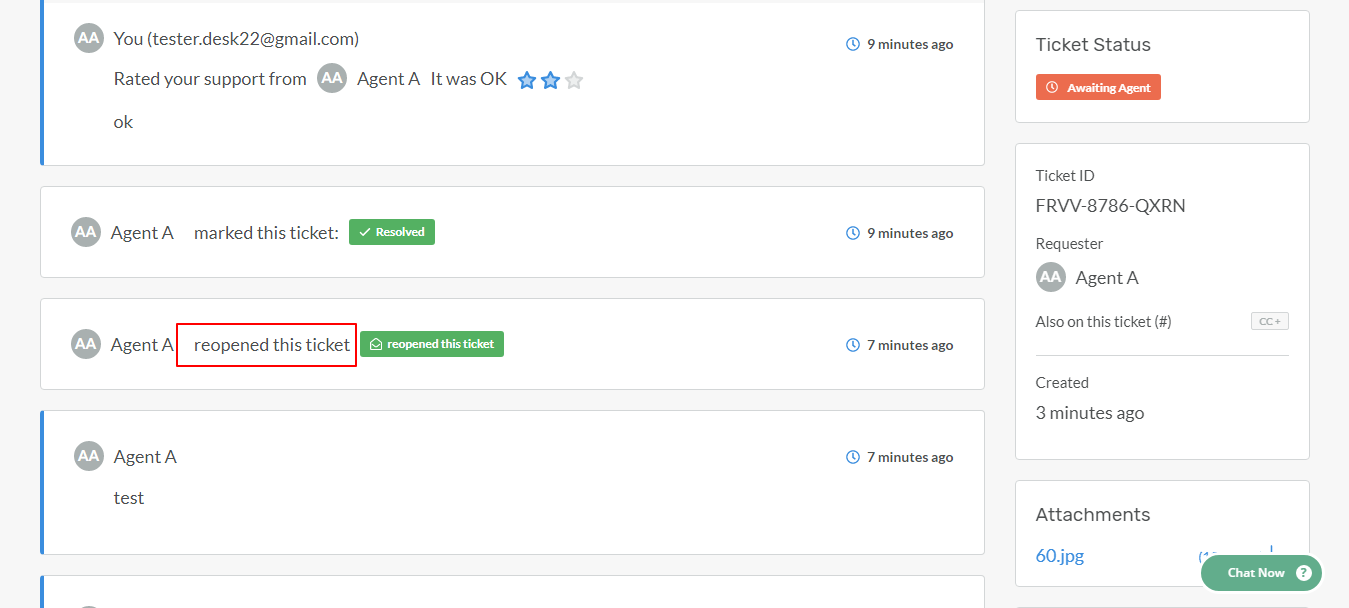 AA You (tester.desk22@gmail.com) 9 minutes ago
Rated your support from AA Agent A It was OK
ok
AA Agent A marked this ticket: Resolved 9 minutes ago
AA Agent A reopened this ticket reopened this ticket 7 minutes ago
AA Agent A 7 minutes ago
test
Ticket Status
Awaiting Agent
Ticket ID
FRVV-8786-QXRN
Requester
AA Agent A
Also on this ticket (#) CC +
Created
3 minutes ago
Attachments
60.jpg
Chat Now ?